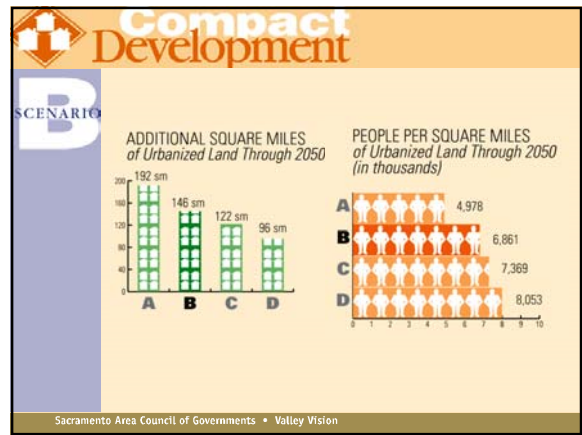 Compact
Development
SCENARIO
B
ADDITIONAL SQUARE MILES
of Urbanized Land Through 2050
200
160
120
80
40
0
192 sm
146 sm
122 sm
96 sm
A B C D
PEOPLE PER SQUARE MILES
of Urbanized Land Through 2050
(in thousands)
A 4,978
B 6,861
C 7,369
D 8,053
0 1 2 3 4 5 6 7 8 9 10
Sacramento Area Council of Governments • Valley Vision